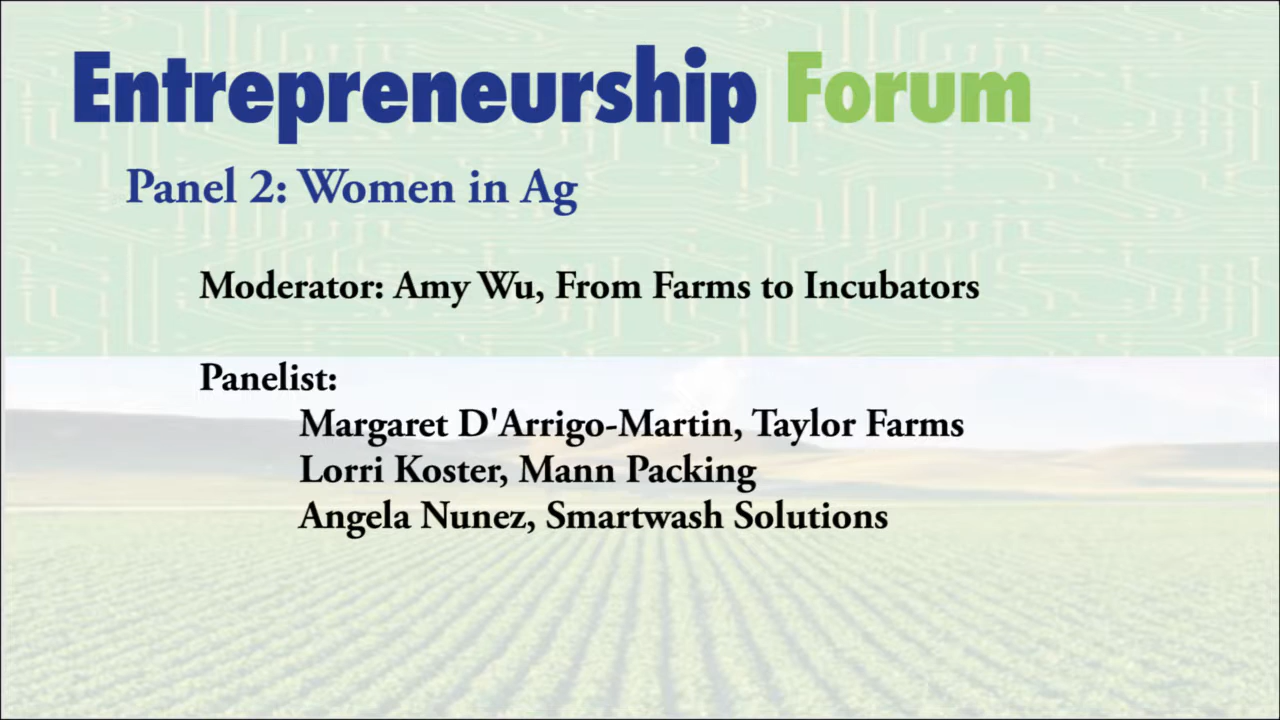 Entrepreneurship Forum
Panel 2: Women in Ag
Moderator: Amy Wu, From Farms to Incubators
Panelist:
Margaret D'Arrigo-Martin, Taylor Farms
Lorri Koster, Mann Packing
Angela Nunez, Smartwash Solutions